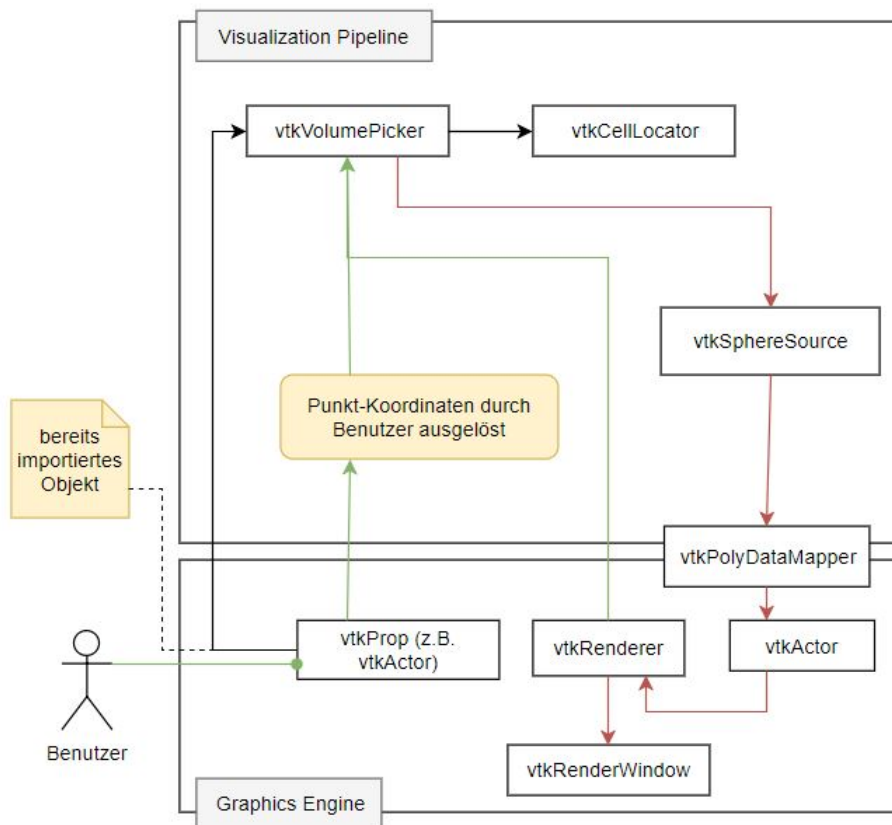 Visualization Pipeline
vtkVolumePicker
vtkCellLocator
vtkSphereSource
Punkt-Koordinaten durch
Benutzer ausgelöst
bereits
importiertes
Objekt
vtkPolyDataMapper
vtkProp (z.B.
vtkActor)
vtkRenderer
vtkActor
Benutzer
vtkRenderWindow
Graphics Engine